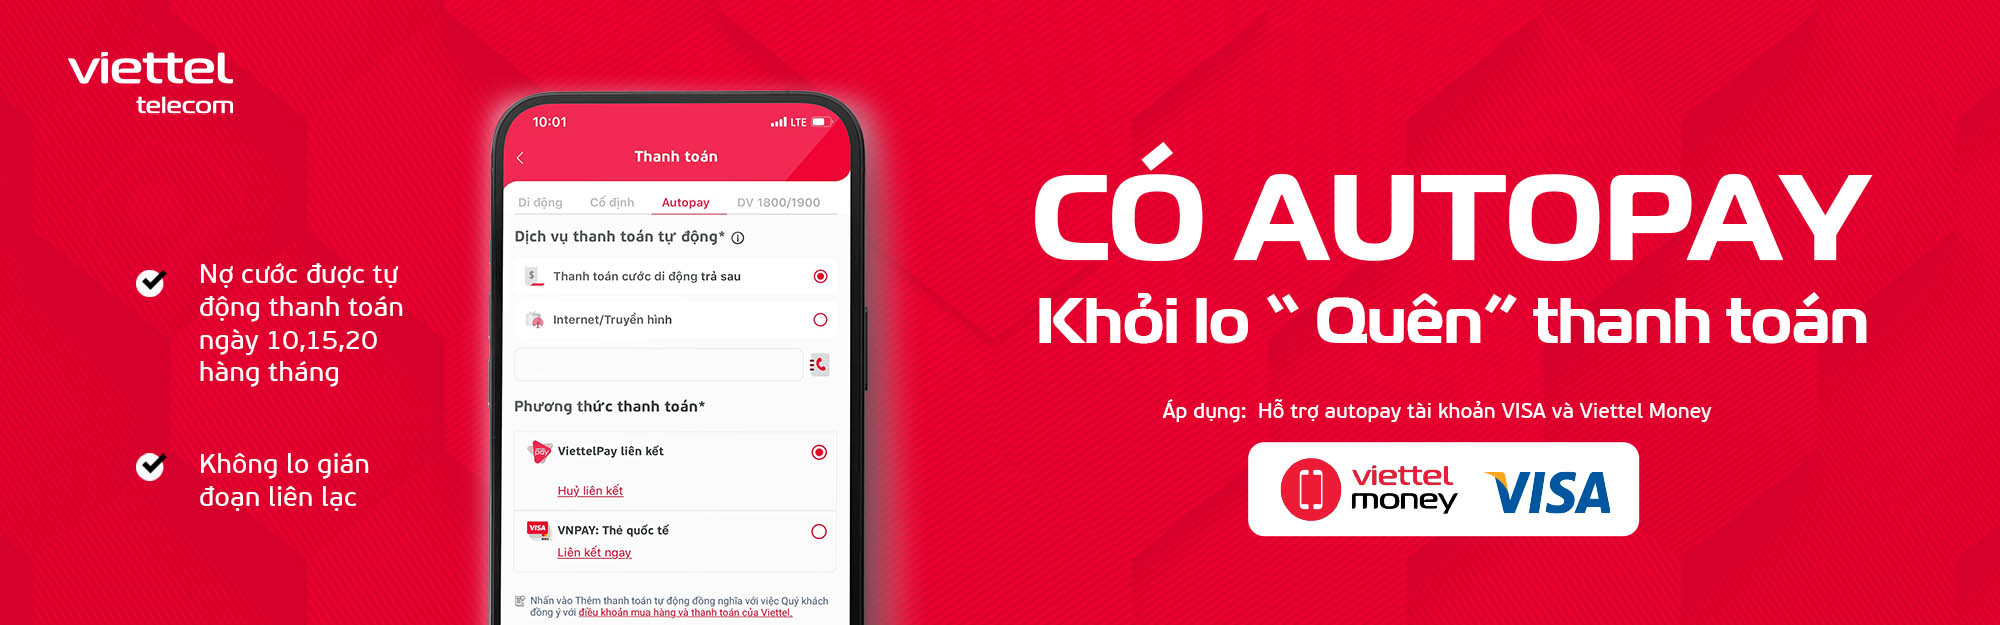 viettel
telecom
Nợ cước được tự
động thanh toán
ngày 10,15,20
hàng tháng
Không lo gián
đoạn liên lạc
10:01
LTE
Thanh toán
Di động
Cố định
Autopay
DV 1800/1900
Dịch vụ thanh toán tự động*
Thanh toán cước di động trả sau
Internet/Truyền hình
Phương thức thanh toán*
pay
ViettelPay liên kết
Huỷ liên kết
VISA
VNPAY: Thẻ quốc tế
Liên kết ngay
Nhấn vào Thêm thanh toán tự động đồng nghĩa với việc Quý khách
đồng ý với điều khoản mua hàng và thanh toán của Viettel.
CÓ AUTOPAY
Khỏi lo “ Quên” thanh toán
Áp dụng: Hỗ trợ autopay tài khoản VISA và Viettel Money
viettel
money
VISA